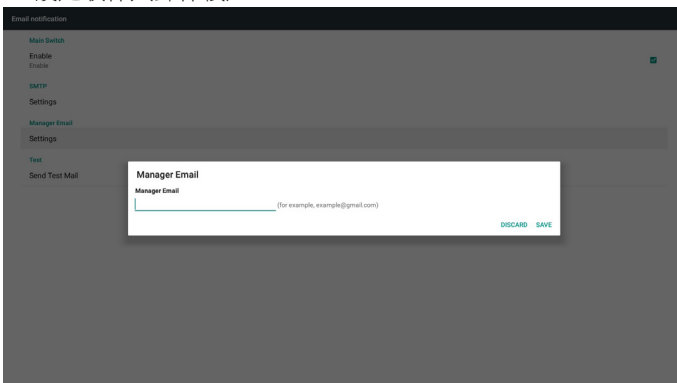 Email notification
Main Switch
Enable
Enable
SMTP
Settings
Manager Email
Settings
Test
Send Test Mail
Manager Email
Manager Email
(for example, example@gmail.com)
DISCARD SAVE